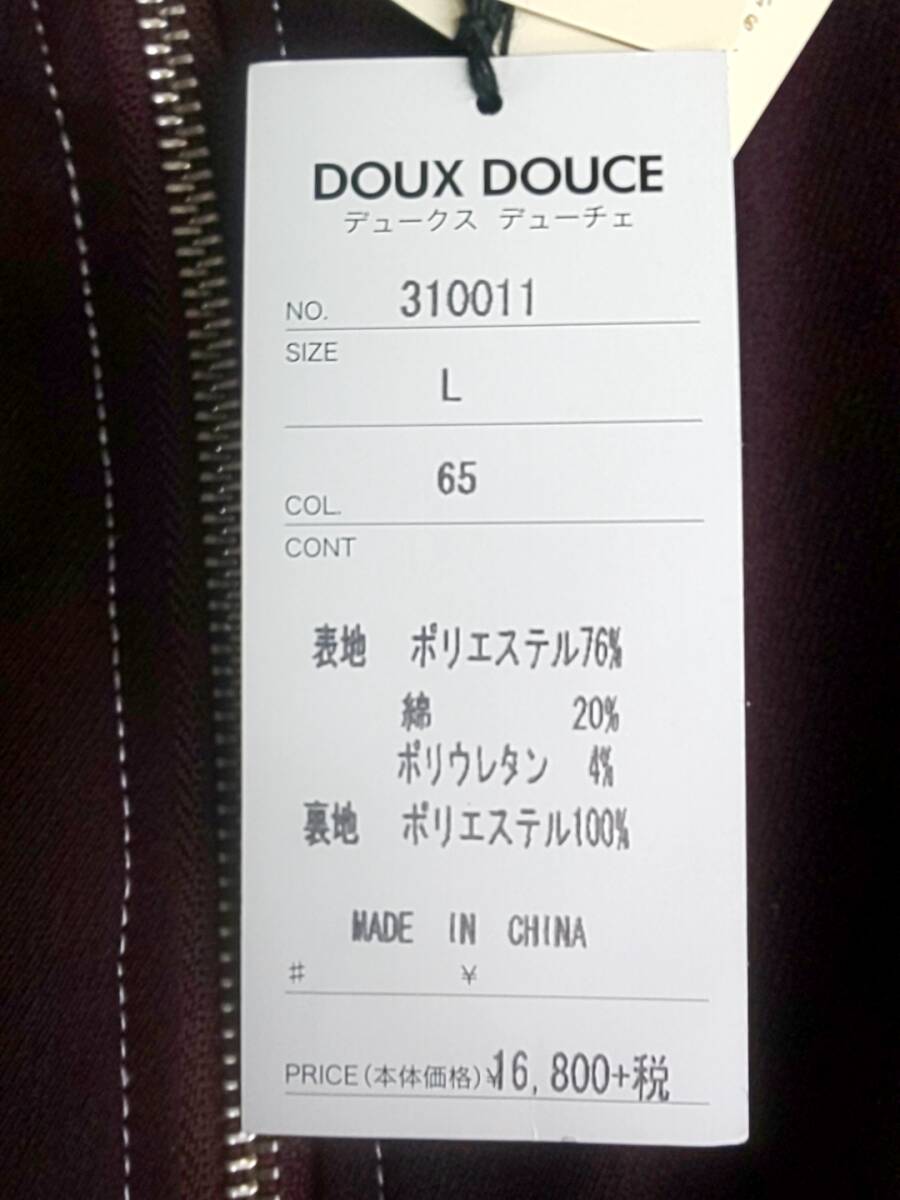 DOUX DOUCE
デュークス デューチェ
NO. 310011
SIZE
L
65
COL.
CONT
表地 ポリエステル76%
綿 20%
ポリウレタン 4%
裏地 ポリエステル100%
MADE IN CHINA
# ¥
PRICE(本体価格) ¥16,800+税